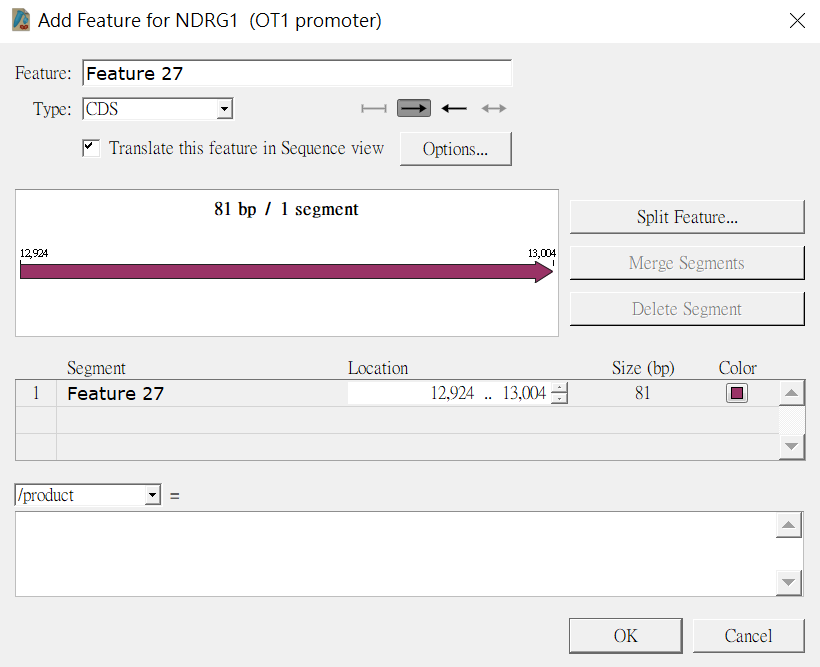 Add Feature for NDRG1  (OT1 promoter)
Feature: Feature 27
Type: CDS
Translate this feature in Sequence view Options...
81 bp / 1 segment
12,924 13,004
Split Feature...
Merge Segments
Delete Segment
Segment Location Size (bp) Color
1 Feature 27 12,924 .. 13,004 81
/product =
OK Cancel